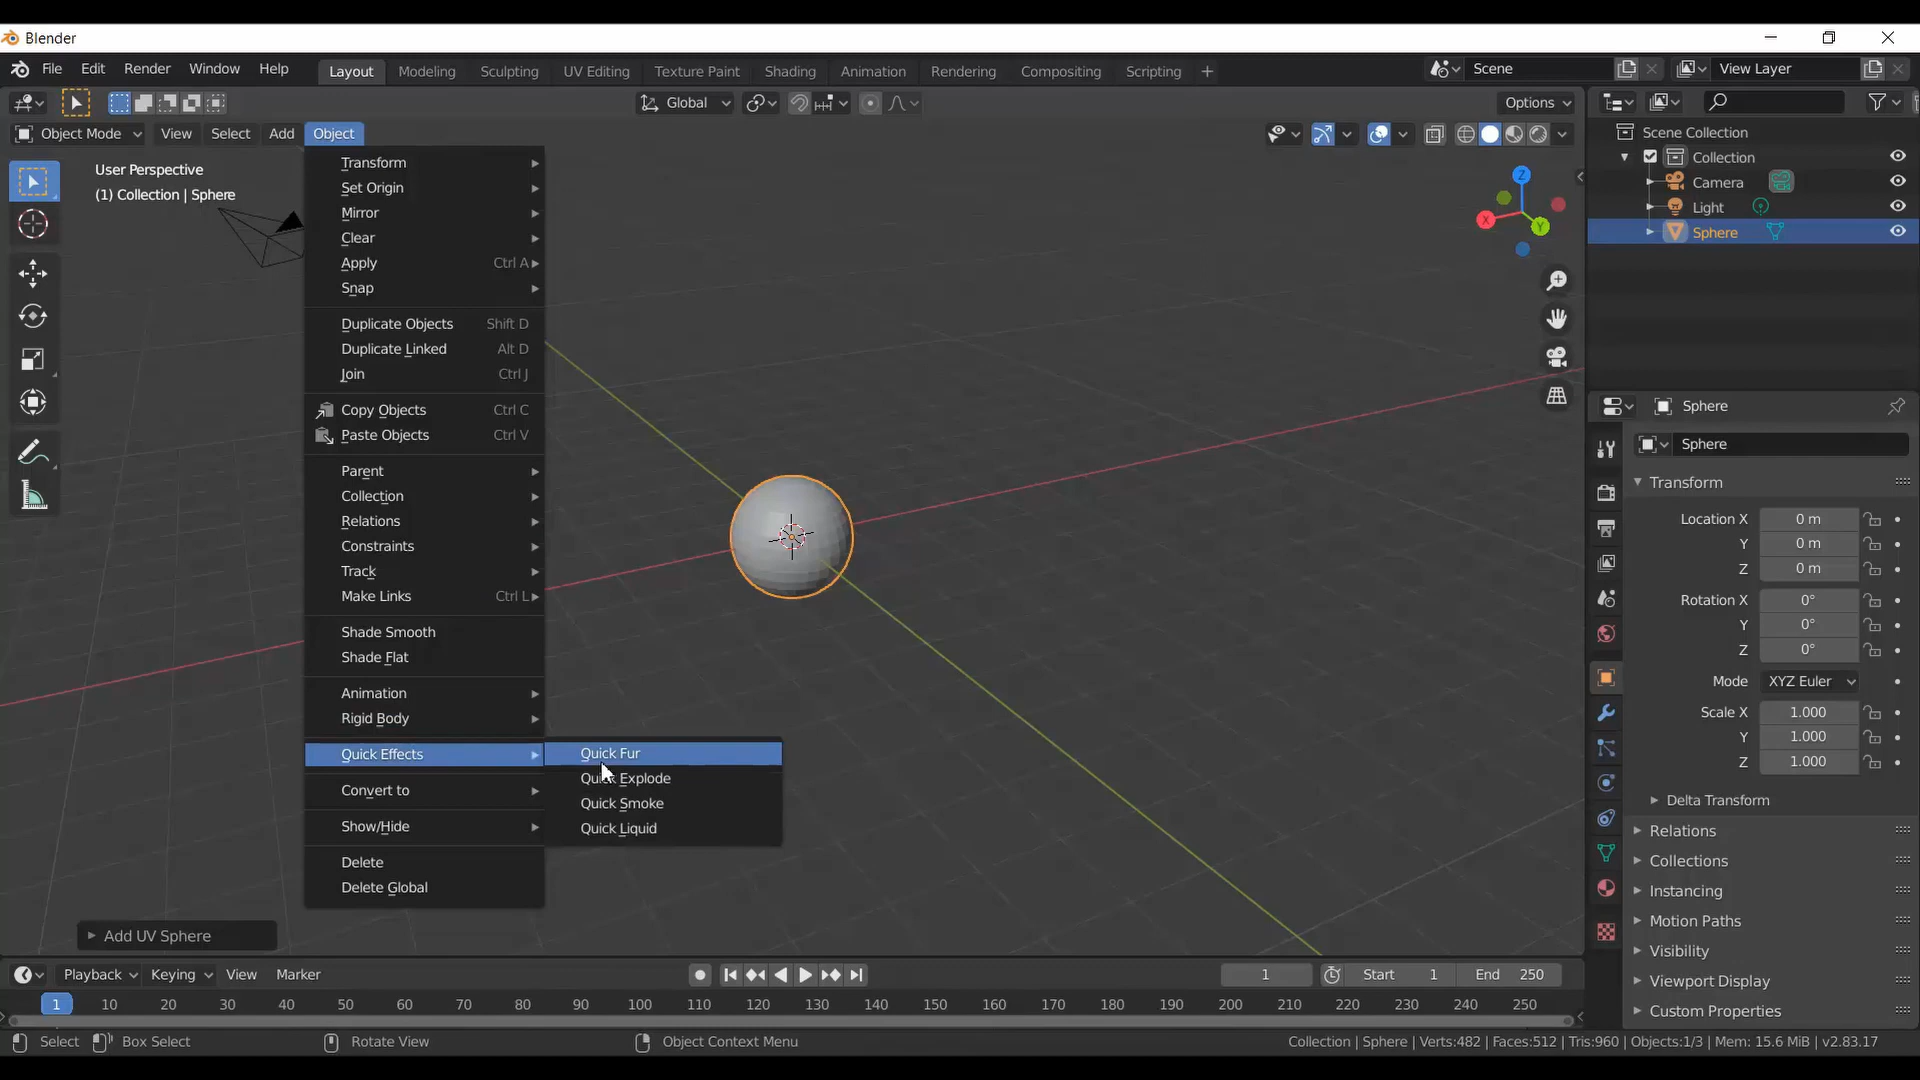 Blender
File Edit Render Window Help Layout Modeling Sculpting UV Editing Texture Paint Shading Animation Rendering Compositing Scripting + Scene View Layer
Global Options
Object Mode View Select Add Object
User Perspective
(1) Collection | Sphere
Transform
Set Origin
Mirror
Clear
Apply Ctrl A
Snap
Duplicate Objects Shift D
Duplicate Linked Alt D
Join Ctrl J
Copy Objects Ctrl C
Paste Objects Ctrl V
Parent
Collection
Relations
Constraints
Track
Make Links Ctrl L
Shade Smooth
Shade Flat
Animation
Rigid Body
Quick Effects
Convert to
Show/Hide
Delete
Delete Global
Quick Fur
Quick Explode
Quick Smoke
Quick Liquid
Add UV Sphere
Z
X
Y
Scene Collection
Collection
Camera
Light
Sphere
Sphere
Sphere
Transform
Location X 0 m
Y 0 m
Z 0 m
Rotation X 0°
Y 0°
Z 0°
Mode XYZ Euler
Scale X 1.000
Y 1.000
Z 1.000
Delta Transform
Relations
Collections
Instancing
Motion Paths
Visibility
Viewport Display
Custom Properties
Playback Keying View Marker 1 Start 1 End 250
1 10 20 30 40 50 60 70 80 90 100 110 120 130 140 150 160 170 180 190 200 210 220 230 240 250
Select Box Select Rotate View Object Context Menu Collection | Sphere | Verts:482 | Faces:512 | Tris:960 | Objects:1/3 | Mem: 15.6 MiB | v2.83.17